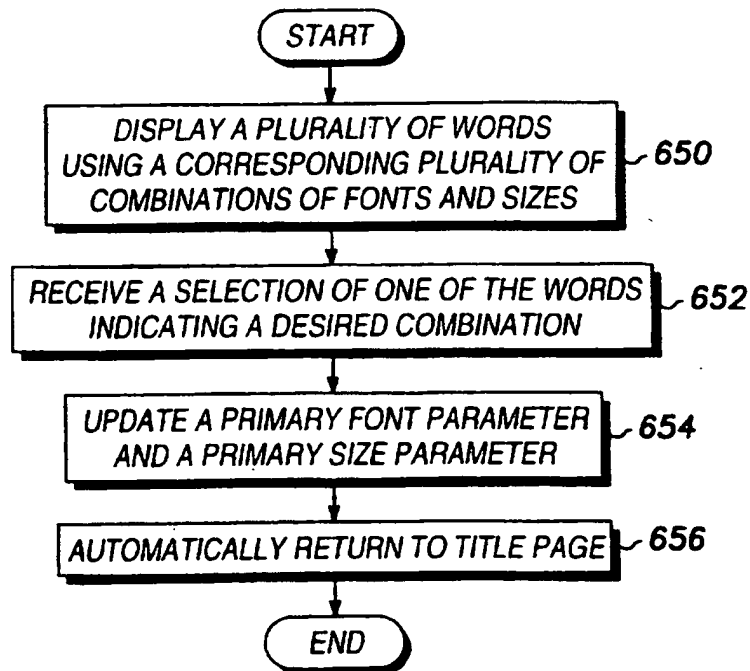 START
DISPLAY A PLURALITY OF WORDS
USING A CORRESPONDING PLURALITY OF
COMBINATIONS OF FONTS AND SIZES
650
RECEIVE A SELECTION OF ONE OF THE WORDS
INDICATING A DESIRED COMBINATION
652
UPDATE A PRIMARY FONT PARAMETER
AND A PRIMARY SIZE PARAMETER
654
AUTOMATICALLY RETURN TO TITLE PAGE
656
END